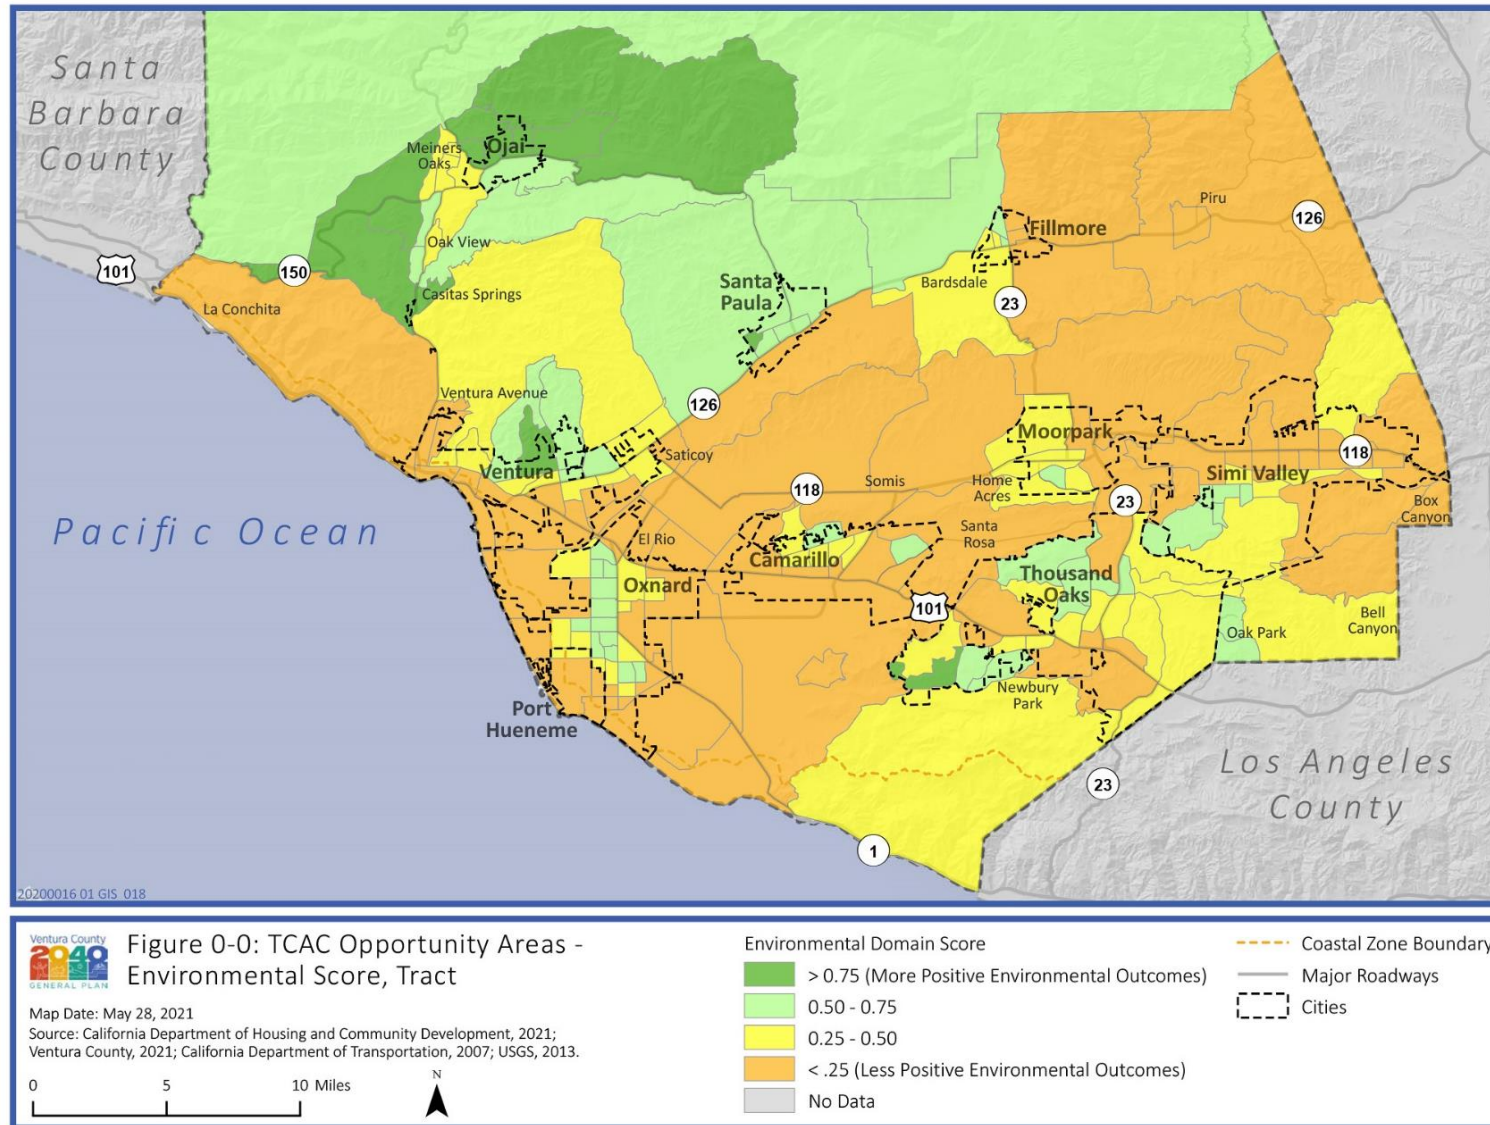 Santa
Barbara
County
Meiners
Oaks
Ojai
Piru
126
Fillmore
Oak View
101
150
Santa
Paula
Bardsdale
23
Casitas Springs
La Conchita
Ventura Avenue
126
Moorpark
Ventura
Saticoy
118
Simi Valley
118
Somis
Home
Acres
23
Box
Canyon
Pacific Ocean
El Rio
Santa
Rosa
Camarillo
Oxnard
Thousand
Oaks
101
Bell
Canyon
Oak Park
Newbury
Park
Port
Hueneme
Los Angeles
County
23
1
20200016 01 GIS 018
Ventura County
2040
GENERAL PLAN
Figure 0-0: TCAC Opportunity Areas -
Environmental Score, Tract
Map Date: May 28, 2021
Source: California Department of Housing and Community Development, 2021;
Ventura County, 2021; California Department of Transportation, 2007; USGS, 2013.
0 5 10 Miles
N
Environmental Domain Score
> 0.75 (More Positive Environmental Outcomes)
0.50 - 0.75
0.25 - 0.50
< .25 (Less Positive Environmental Outcomes)
No Data
Coastal Zone Boundary
Major Roadways
Cities